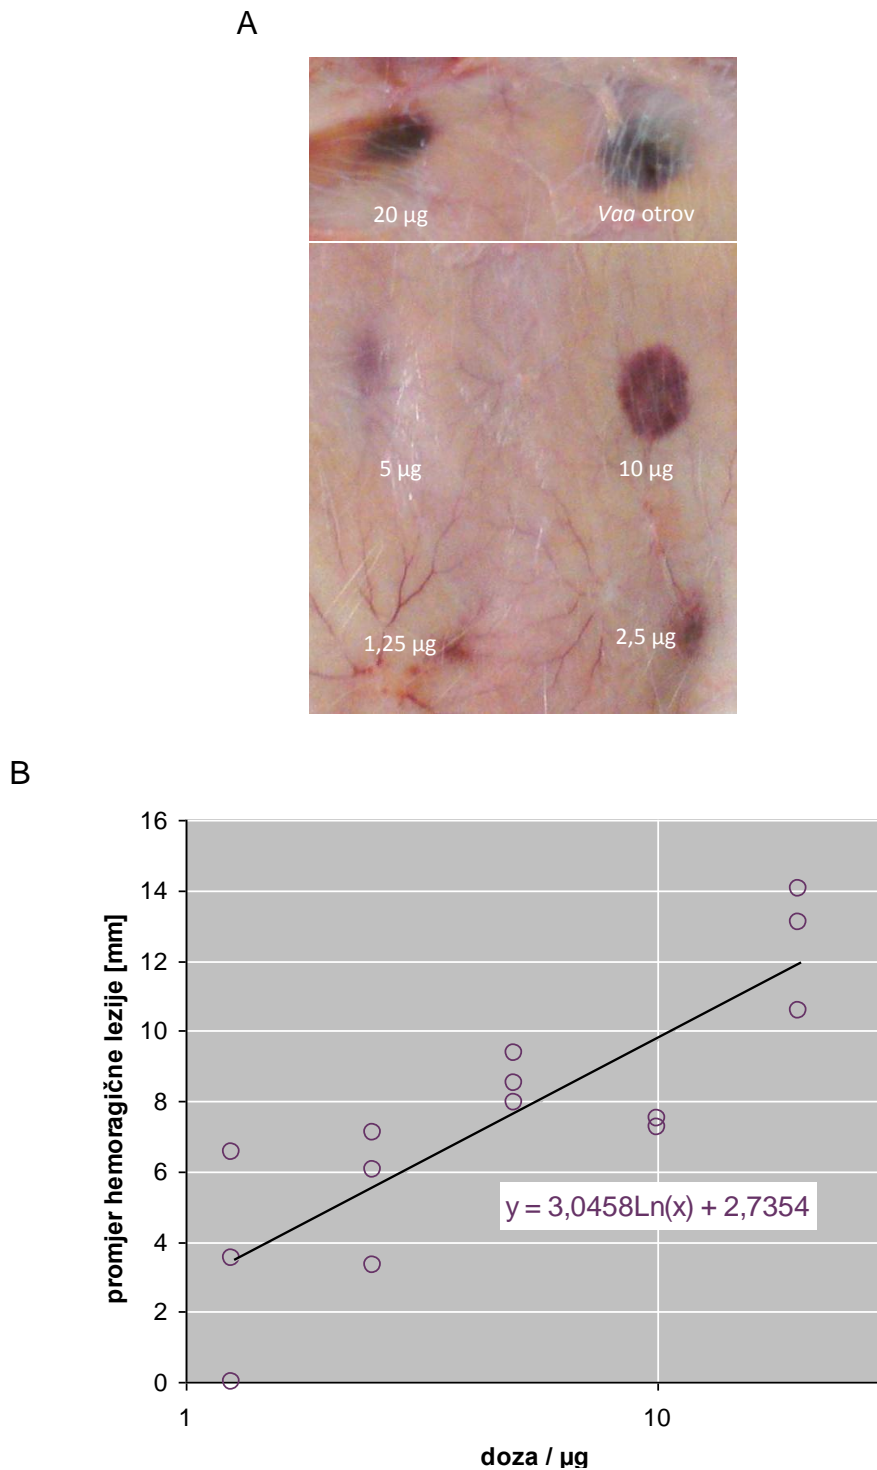 A
20 µg
Vaa otrov
5 µg
10 µg
1,25 µg
2,5 µg
B
16
14
12
10
8
6
4
2
0
promjer hemoragične lezije [mm]
y = 3,0458Ln(x) + 2,7354
1
10
doza / µg